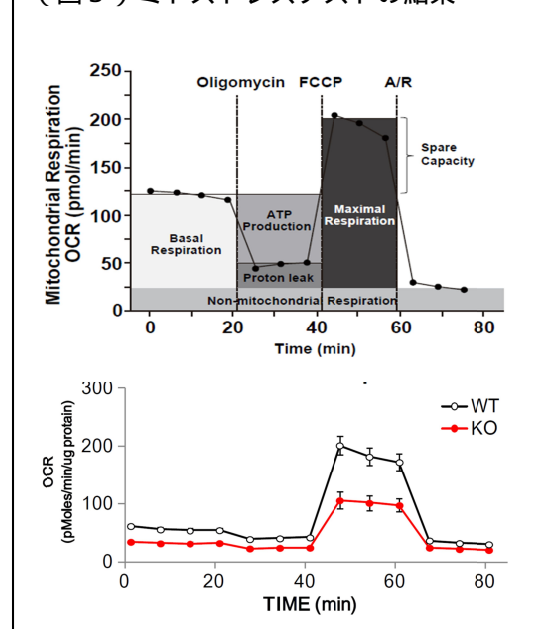 （図３）ミトストレステストの結果
250
Oligomycin FCCP A/R
200
150
100
50
0
Mitochondrial Respiration
OCR (pmol/min)
Spare
Capacity
ATP
Production
Maximal
Respiration
Basal
Respiration
Proton leak
Non-mitochondrial Respiration
0 20 40 60 80
Time (min)
300
200
100
0
OCR
(pMoles/min/ug protain)
WT
KO
0 20 40 60 80
TIME (min)